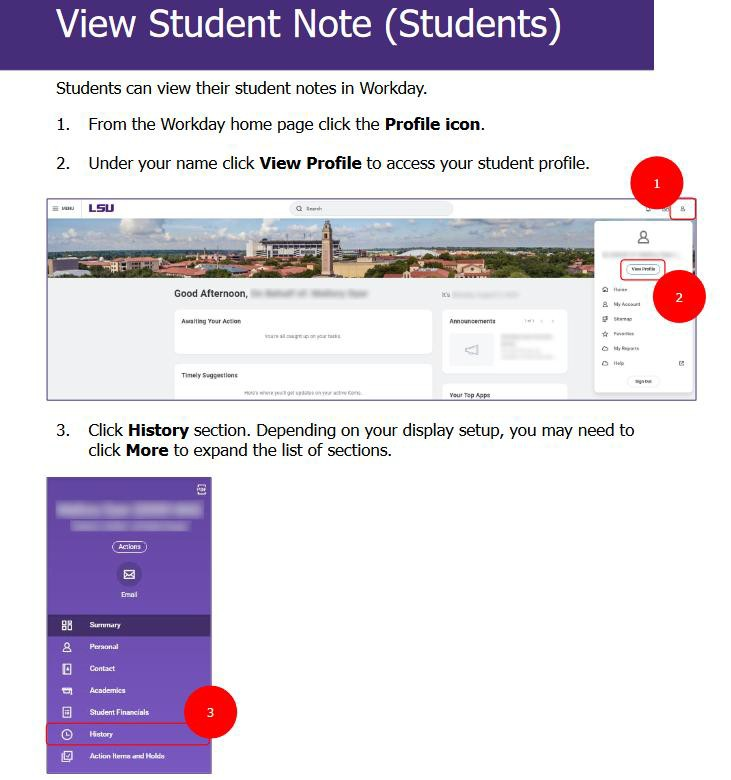 View Student Note (Students)
Students can view their student notes in Workday.
1. From the Workday home page click the Profile icon.
2. Under your name click View Profile to access your student profile.
1
MENU
LSU
Search
View Profile
2
Home
My Account
Sitemap
Favorites
My Reports
Help
Sign Out
Good Afternoon,
It's
Awaiting Your Action
You're all caught up on your tasks.
Announcements
1 of 1
Timely Suggestions
Here's where you'll get updates on your active items.
Your Top Apps
3. Click History section. Depending on your display setup, you may need to
click More to expand the list of sections.
PDF
Actions
Email
Summary
Personal
Contact
Academics
Student Financials
3
History
Action Items and Holds